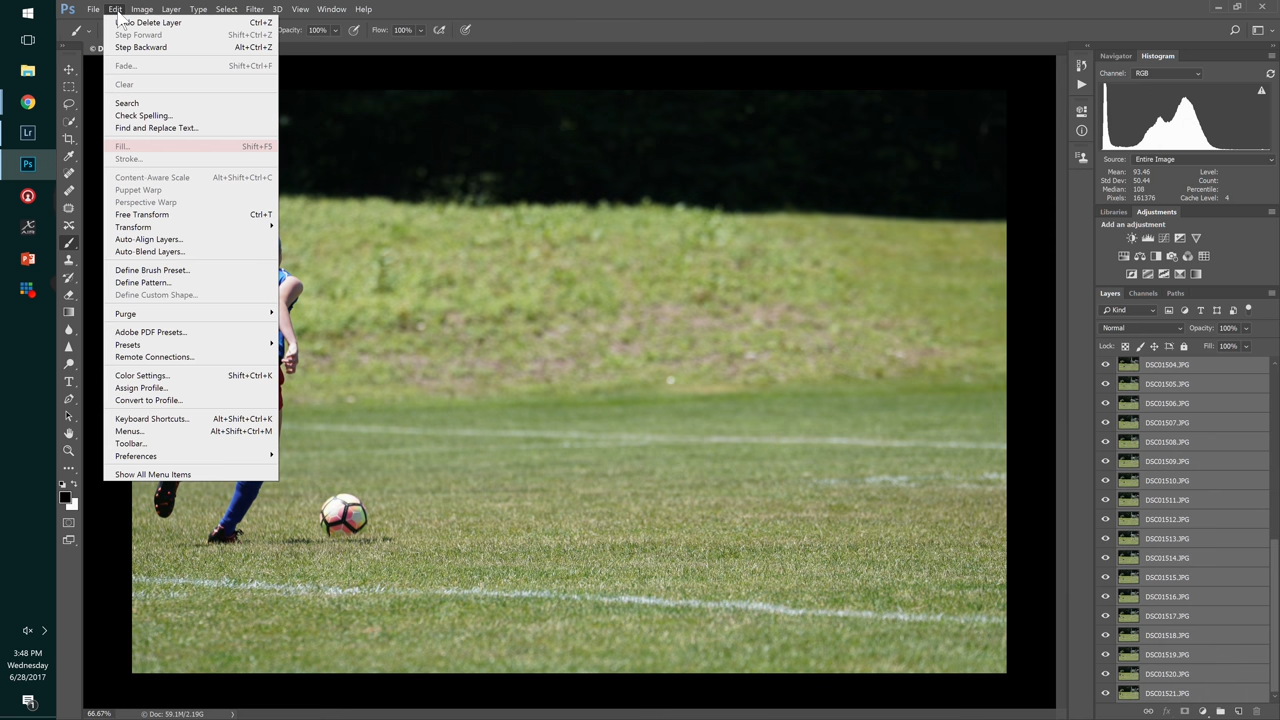 Ps File Edit Image Layer Type Select Filter 3D View Window Help
Opacity: 100% Flow: 100%
© D
Undo Delete Layer Ctrl+Z
Step Forward Shift+Ctrl+Z
Step Backward Alt+Ctrl+Z
Fade... Shift+Ctrl+F
Clear
Search
Check Spelling...
Find and Replace Text...
Fill... Shift+F5
Stroke...
Content-Aware Scale Alt+Shift+Ctrl+C
Puppet Warp
Perspective Warp
Free Transform Ctrl+T
Transform
Auto-Align Layers...
Auto-Blend Layers...
Define Brush Preset...
Define Pattern...
Define Custom Shape...
Purge
Adobe PDF Presets...
Presets
Remote Connections...
Color Settings... Shift+Ctrl+K
Assign Profile...
Convert to Profile...
Keyboard Shortcuts... Alt+Shift+Ctrl+K
Menus... Alt+Shift+Ctrl+M
Toolbar...
Preferences
Show All Menu Items
Lr
Ps
3:48 PM
Wednesday
6/28/2017
1
66.67% © Doc: 59.1M/2.19G
Navigator Histogram
Channel: RGB
Source: Entire Image
Mean: 93.46 Level:
Std Dev: 50.44 Count:
Median: 108 Percentile:
Pixels: 161376 Cache Level: 4
Libraries Adjustments
Add an adjustment
Layers Channels Paths
Kind
Normal Opacity: 100%
Lock: Fill: 100%
DSC01504.JPG
DSC01505.JPG
DSC01506.JPG
DSC01507.JPG
DSC01508.JPG
DSC01509.JPG
DSC01510.JPG
DSC01511.JPG
DSC01512.JPG
DSC01513.JPG
DSC01514.JPG
DSC01515.JPG
DSC01516.JPG
DSC01517.JPG
DSC01518.JPG
DSC01519.JPG
DSC01520.JPG
DSC01521.JPG